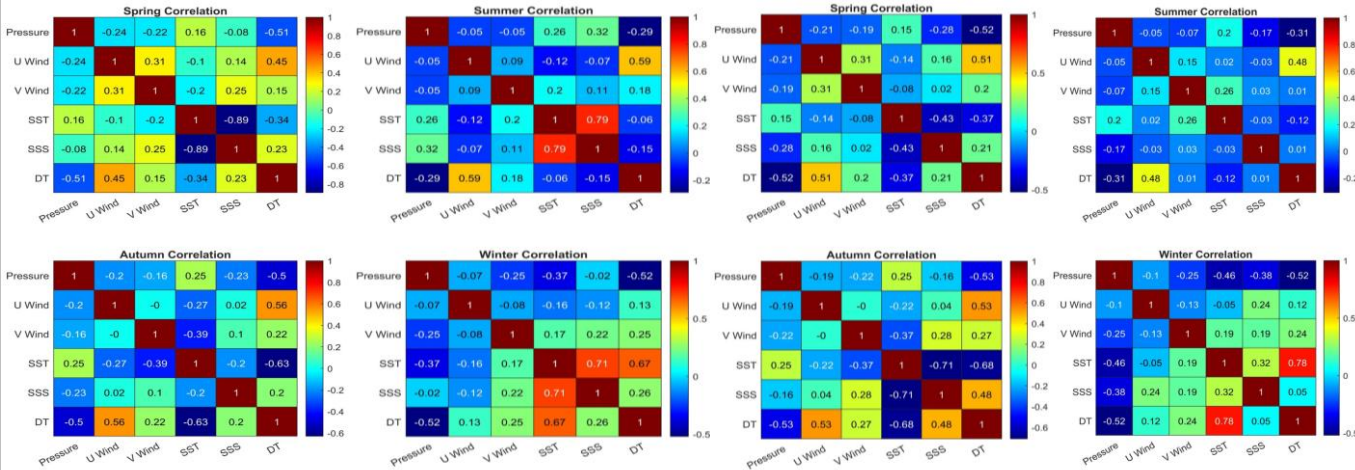 Spring Correlation
Pressure 1 -0.24 -0.22 0.16 -0.08 -0.51
U Wind -0.24 1 0.31 -0.1 0.14 0.45
V Wind -0.22 0.31 1 -0.2 0.25 0.15
SST 0.16 -0.1 -0.2 1 -0.89 -0.34
SSS -0.08 0.14 0.25 -0.89 1 0.23
DT -0.51 0.45 0.15 -0.34 0.23 1
Pressure U Wind V Wind SST SSS DT
1
0.8
0.6
0.4
0.2
0
-0.2
-0.4
-0.6
-0.8
Summer Correlation
Pressure 1 -0.05 -0.05 0.26 0.32 -0.29
U Wind -0.05 1 0.09 -0.12 -0.07 0.59
V Wind -0.05 0.09 1 0.2 0.11 0.18
SST 0.26 -0.12 0.2 1 0.79 -0.06
SSS 0.32 -0.07 0.11 0.79 1 -0.15
DT -0.29 0.59 0.18 -0.06 -0.15 1
Pressure U Wind V Wind SST SSS DT
1
0.8
0.6
0.4
0.2
0
-0.2
Spring Correlation
Pressure 1 -0.21 -0.19 0.15 -0.28 -0.52
U Wind -0.21 1 0.31 -0.14 0.16 0.51
V Wind -0.19 0.31 1 -0.08 0.02 0.2
SST 0.15 -0.14 -0.08 1 -0.43 -0.37
SSS -0.28 0.16 0.02 -0.43 1 0.21
DT -0.52 0.51 0.2 -0.37 0.21 1
Pressure U Wind V Wind SST SSS DT
1
0.5
0
-0.5
Summer Correlation
Pressure 1 -0.05 -0.07 0.2 -0.17 -0.31
U Wind -0.05 1 0.15 0.02 -0.03 0.48
V Wind -0.07 0.15 1 0.26 0.03 0.01
SST 0.2 0.02 0.26 1 -0.03 -0.12
SSS -0.17 -0.03 0.03 -0.03 1 0.01
DT -0.31 0.48 0.01 -0.12 0.01 1
Pressure U Wind V Wind SST SSS DT
1
0.8
0.6
0.4
0.2
0
Autumn Correlation
Pressure 1 -0.2 -0.16 0.25 -0.23 -0.5
U Wind -0.2 1 -0 -0.27 0.02 0.56
V Wind -0.16 -0 1 -0.39 0.1 0.22
SST 0.25 -0.27 -0.39 1 -0.2 -0.63
SSS -0.23 0.02 0.1 -0.2 1 0.2
DT -0.5 0.56 0.22 -0.63 0.2 1
Pressure U Wind V Wind SST SSS DT
1
0.8
0.6
0.4
0.2
0
-0.2
-0.4
-0.6
Winter Correlation
Pressure 1 -0.07 -0.25 -0.37 -0.02 -0.52
U Wind -0.07 1 -0.08 -0.16 -0.12 0.13
V Wind -0.25 -0.08 1 0.17 0.22 0.25
SST -0.37 -0.16 0.17 1 0.71 0.67
SSS -0.02 -0.12 0.22 0.71 1 0.26
DT -0.52 0.13 0.25 0.67 0.26 1
Pressure U Wind V Wind SST SSS DT
1
0.5
0
-0.5
Autumn Correlation
Pressure 1 -0.19 -0.22 0.25 -0.16 -0.53
U Wind -0.19 1 -0 -0.22 0.04 0.53
V Wind -0.22 -0 1 -0.37 0.28 0.27
SST 0.25 -0.22 -0.37 1 -0.71 -0.68
SSS -0.16 0.04 0.28 -0.71 1 0.48
DT -0.53 0.53 0.27 -0.68 0.48 1
Pressure U Wind V Wind SST SSS DT
1
0.8
0.6
0.4
0.2
0
-0.2
-0.4
-0.6
Winter Correlation
Pressure 1 -0.1 -0.25 -0.46 -0.38 -0.52
U Wind -0.1 1 -0.13 -0.05 0.24 0.12
V Wind -0.25 -0.13 1 0.19 0.19 0.24
SST -0.46 -0.05 0.19 1 0.32 0.78
SSS -0.38 0.24 0.19 0.32 1 0.05
DT -0.52 0.12 0.24 0.78 0.05 1
Pressure U Wind V Wind SST SSS DT
1
0.5
0